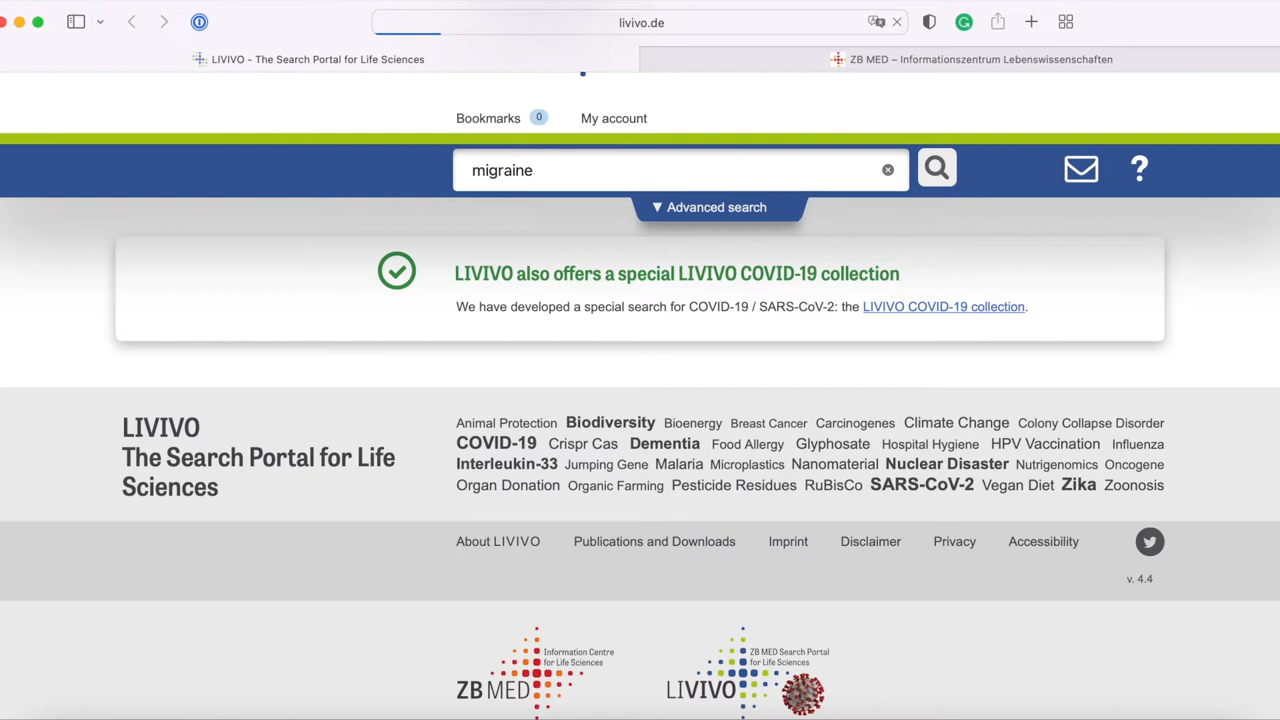 livivo.de
LIVIVO - The Search Portal for Life Sciences
ZB MED – Informationszentrum Lebenswissenschaften
Bookmarks 0 My account
migraine
?
▼ Advanced search
LIVIVO also offers a special LIVIVO COVID-19 collection
We have developed a special search for COVID-19 / SARS-CoV-2: the LIVIVO COVID-19 collection.
LIVIVO
The Search Portal for Life
Sciences
Animal Protection Biodiversity Bioenergy Breast Cancer Carcinogenes Climate Change Colony Collapse Disorder
COVID-19 Crispr Cas Dementia Food Allergy Glyphosate Hospital Hygiene HPV Vaccination Influenza
Interleukin-33 Jumping Gene Malaria Microplastics Nanomaterial Nuclear Disaster Nutrigenomics Oncogene
Organ Donation Organic Farming Pesticide Residues RuBisCo SARS-CoV-2 Vegan Diet Zika Zoonosis
About LIVIVO Publications and Downloads Imprint Disclaimer Privacy Accessibility
v. 4.4
Information Centre
for Life Sciences
ZB MED
ZB MED Search Portal
for Life Sciences
LIVIVO